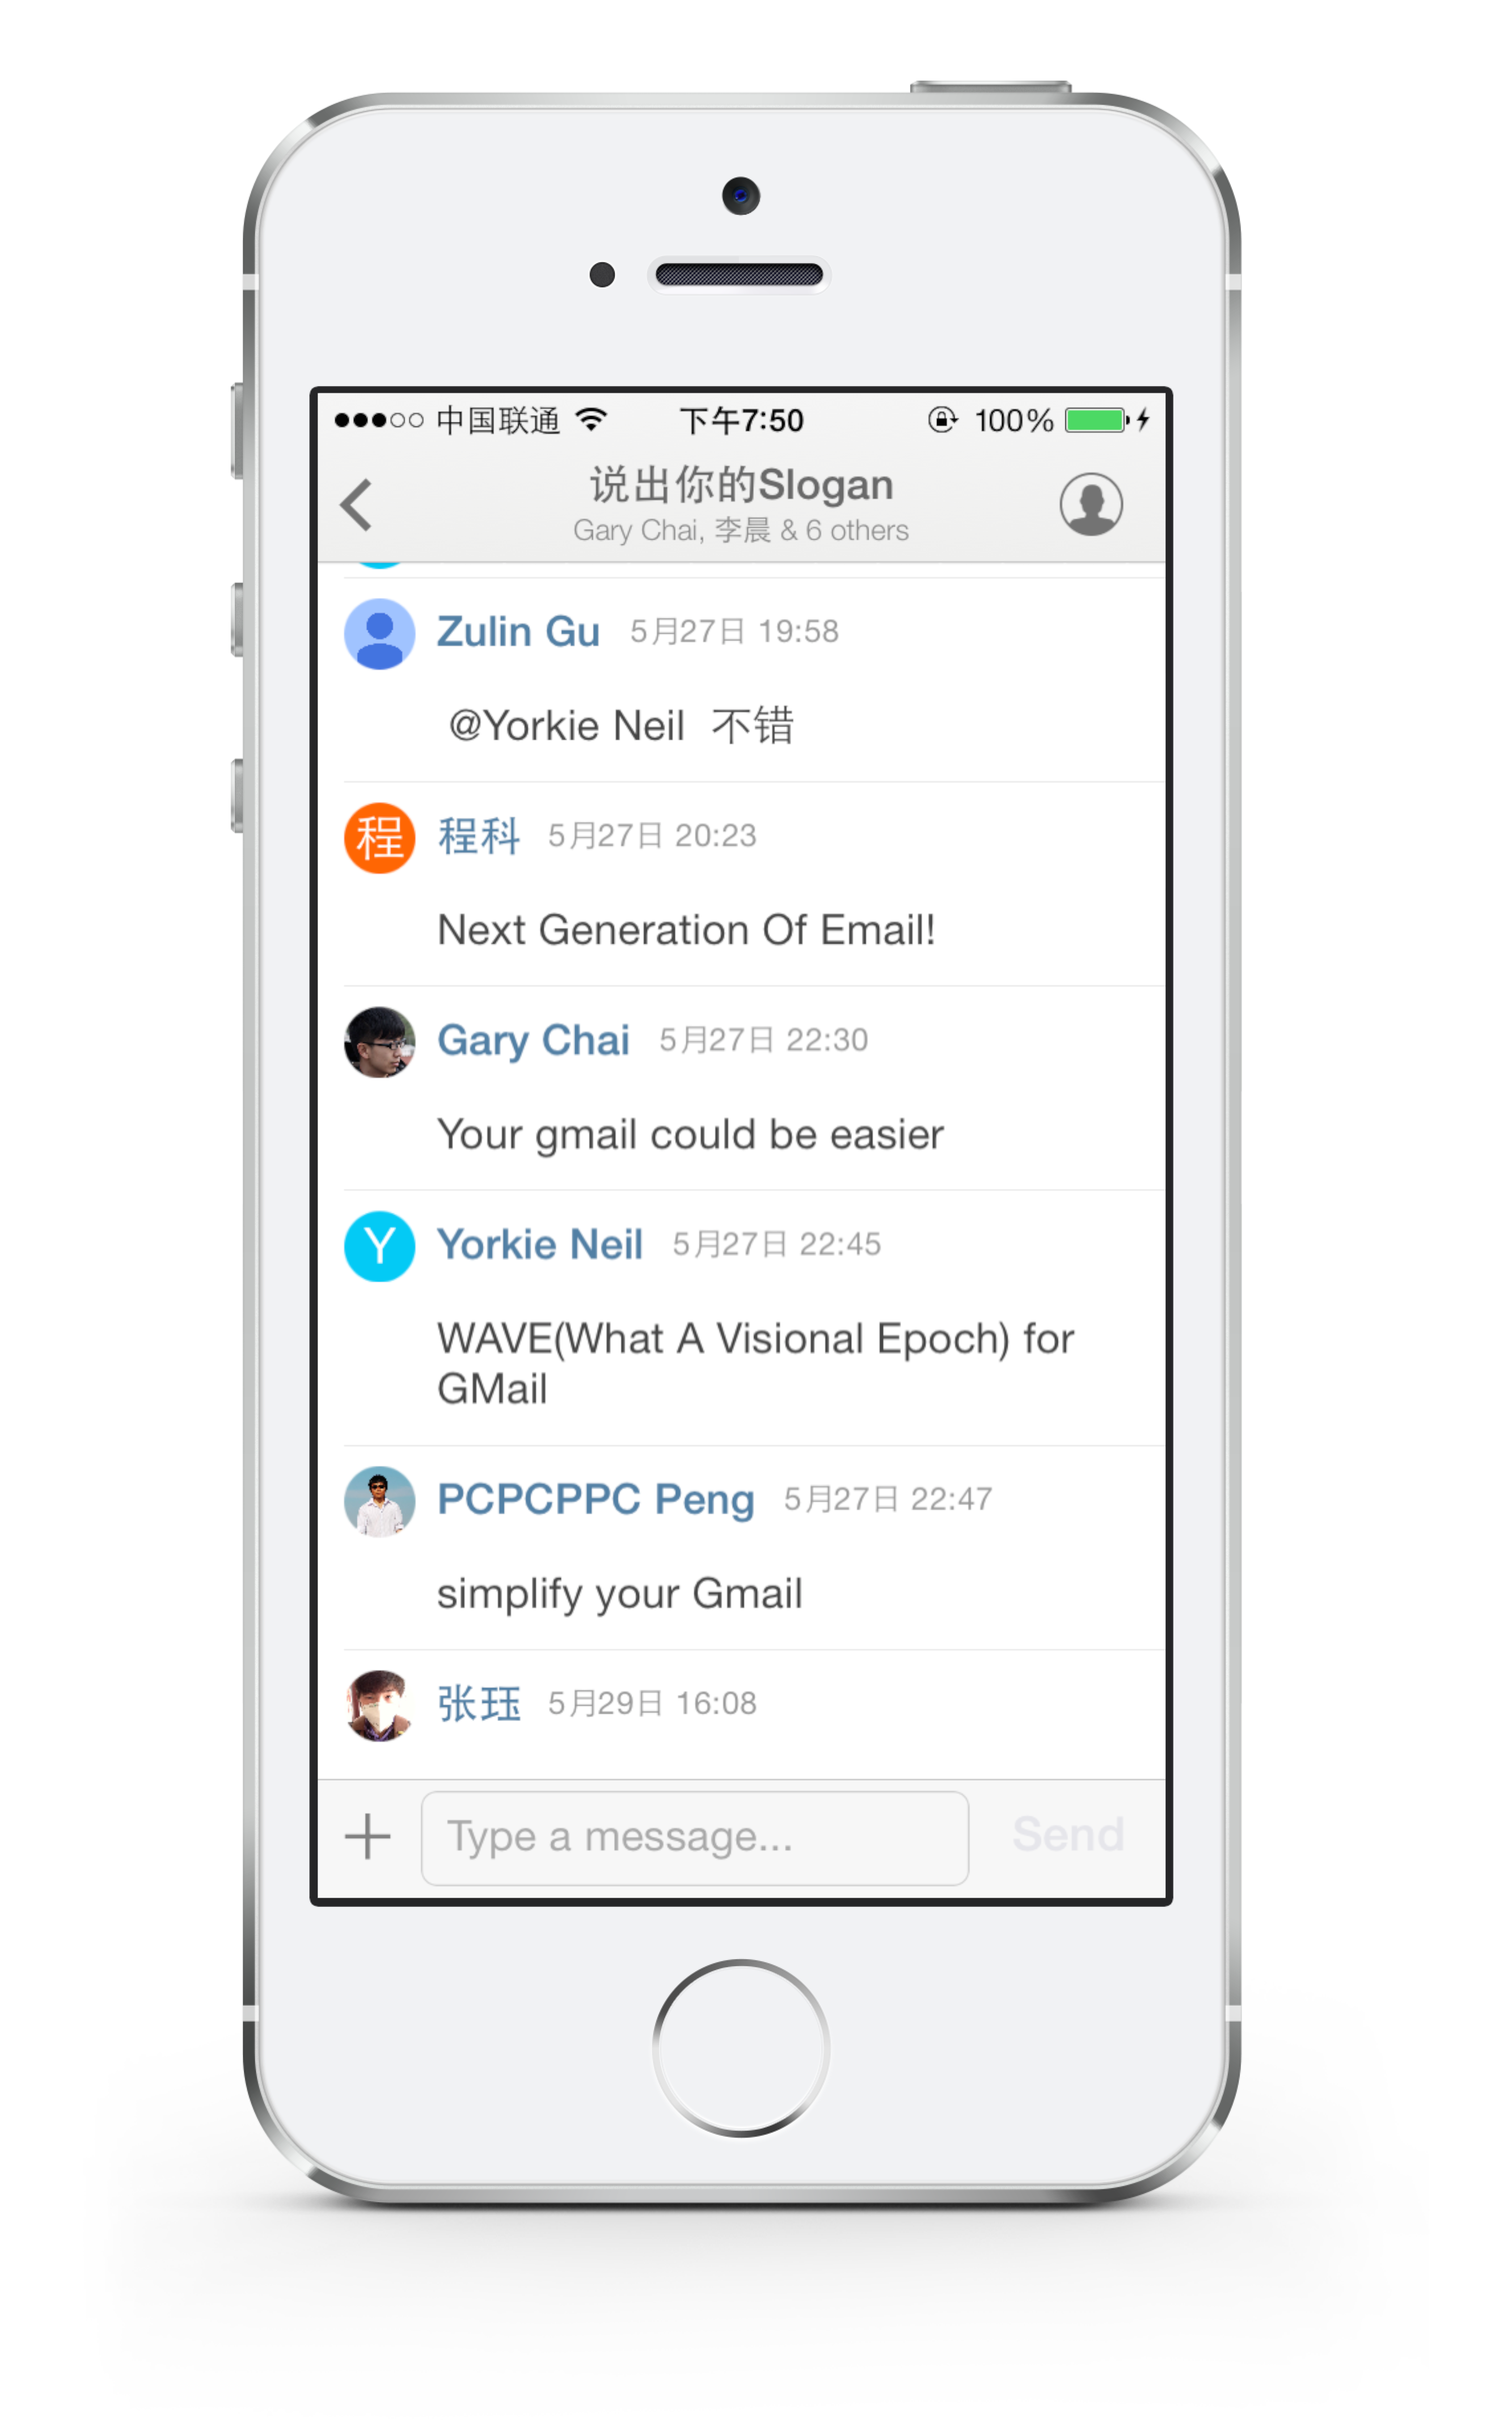 中国联通 下午7:50 100%
说出你的Slogan
Gary Chai, 李晨 & 6 others
Zulin Gu 5月27日 19:58
@Yorkie Neil 不错
程 程科 5月27日 20:23
Next Generation Of Email!
Gary Chai 5月27日 22:30
Your gmail could be easier
Y Yorkie Neil 5月27日 22:45
WAVE(What A Visional Epoch) for
GMail
PCPCPPC Peng 5月27日 22:47
simplify your Gmail
张珏 5月29日 16:08
Type a message... Send